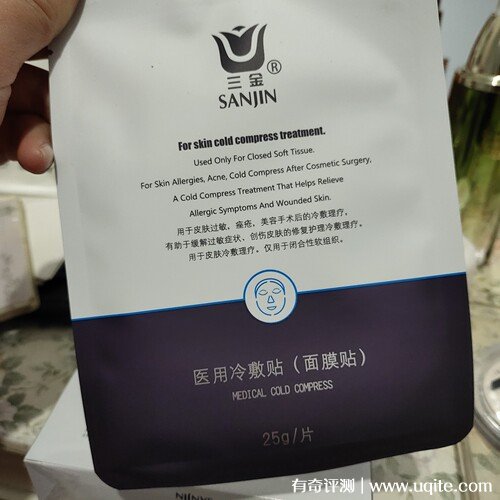 三金®
SANJIN
For skin cold compress treatment.
Used Only For Closed Soft Tissue.
For Skin Allergies, Acne, Cold Compress After Cosmetic Surgery,
A Cold Compress Treatment That Helps Relieve
Allergic Symptoms And Wounded Skin.
用于皮肤过敏、痤疮、美容手术后的冷敷理疗，
有助于缓解过敏症状、创伤皮肤的修复护理冷敷理疗。
用于皮肤冷敷理疗。仅用于闭合性软组织。
医用冷敷贴（面膜贴）
MEDICAL COLD COMPRESS
25g/片
有奇评测 | www.uqite.com